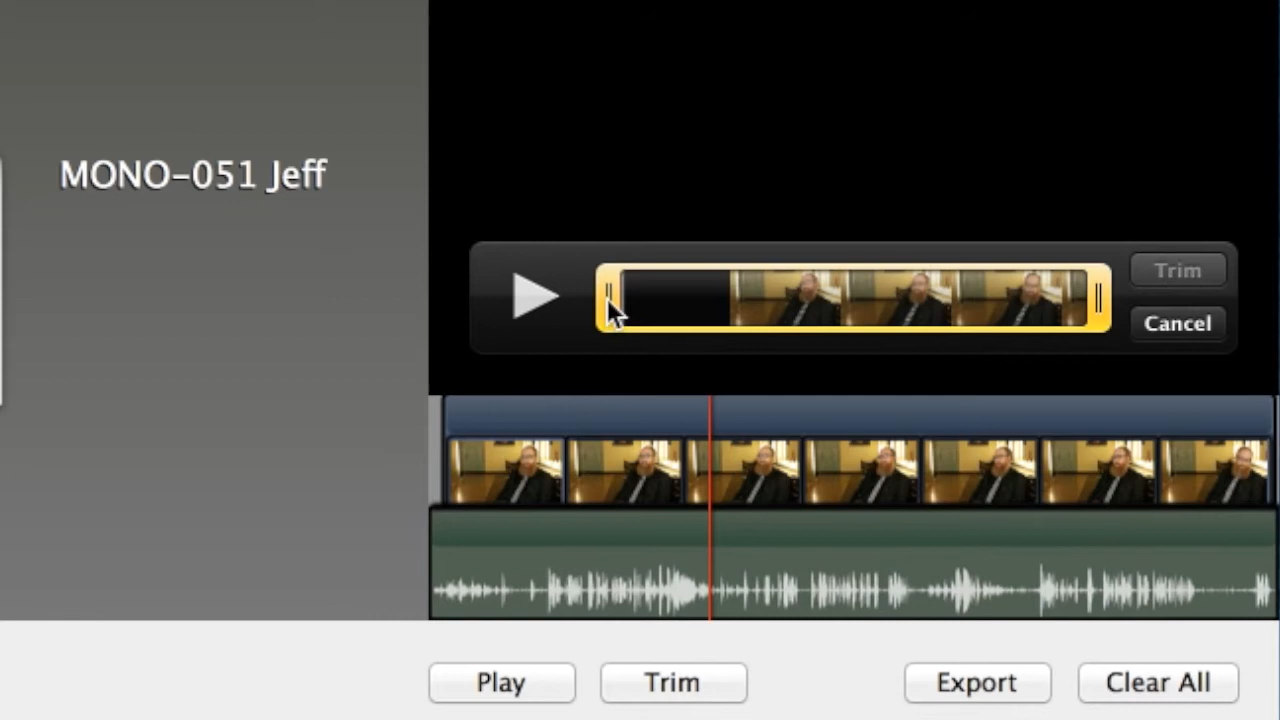 MONO-051 Jeff
Trim
Cancel
Play
Trim
Export
Clear All